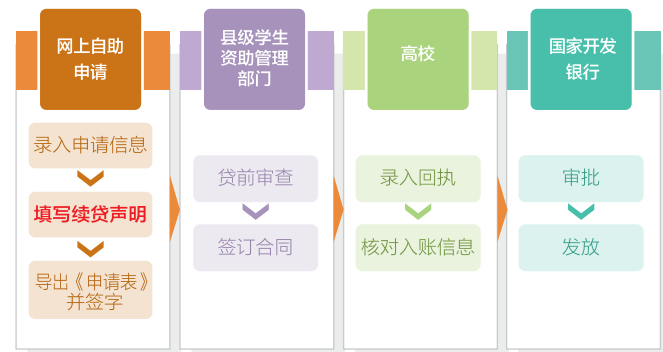 网上自助
申请
录入申请信息
填写续贷声明
导出《申请表》
并签字
县级学生
资助管理
部门
贷前审查
签订合同
高校
录入回执
核对入账信息
国家开发
银行
审批
发放